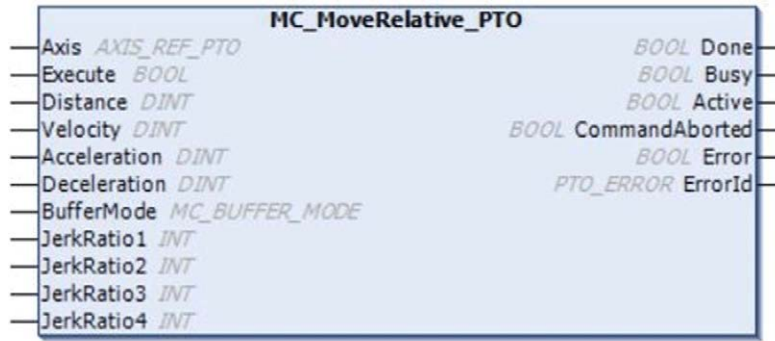 MC_MoveRelative_PTO
Axis AXIS_REF_PTO BOOL Done
Execute BOOL BOOL Busy
Distance DINT BOOL Active
Velocity DINT BOOL CommandAborted
Acceleration DINT BOOL Error
Deceleration DINT PTO_ERROR ErrorId
BufferMode MC_BUFFER_MODE
JerkRatio1 INT
JerkRatio2 INT
JerkRatio3 INT
JerkRatio4 INT